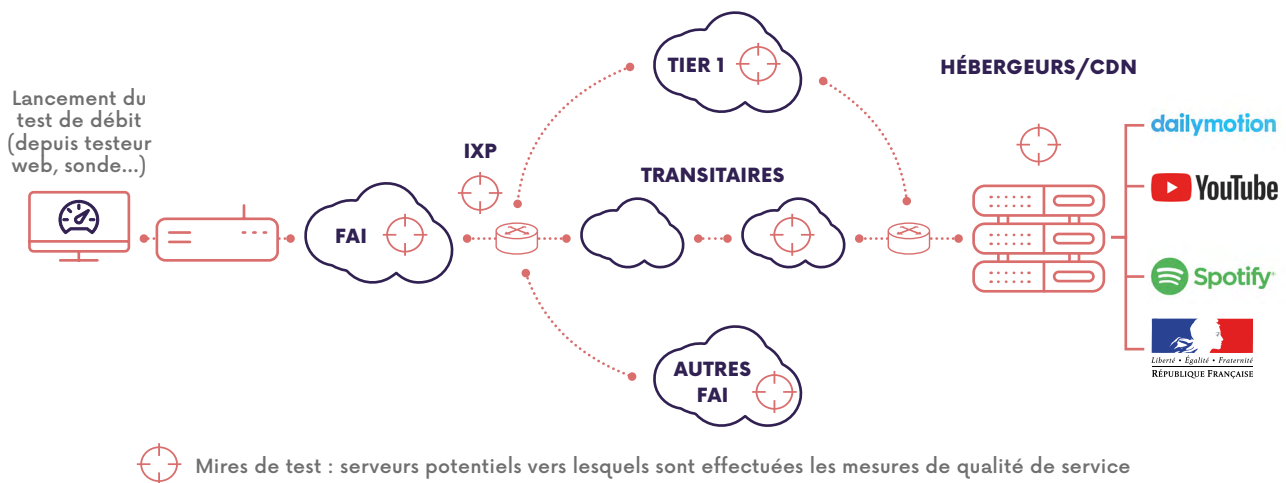 Lancement du
test de débit
(depuis testeur
web, sonde...)
FAI
IXP
TIER 1
TRANSITAIRES
AUTRES
FAI
HÉBERGEURS/CDN
dailymotion
YouTube
Spotify
Liberté • Égalité • Fraternité
RÉPUBLIQUE FRANÇAISE
Mires de test : serveurs potentiels vers lesquels sont effectuées les mesures de qualité de service